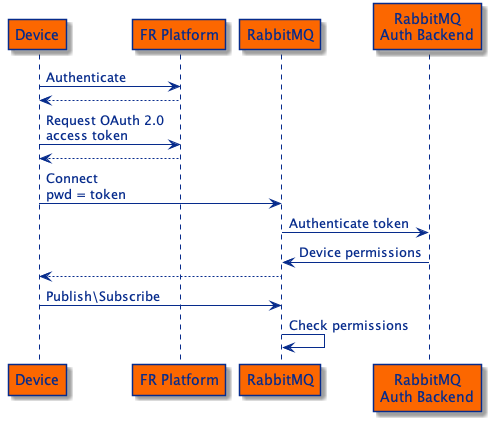 Device
FR Platform
RabbitMQ
RabbitMQ
Auth Backend
Authenticate
Request OAuth 2.0
access token
Connect
pwd = token
Authenticate token
Device permissions
Publish\Subscribe
Check permissions
Device
FR Platform
RabbitMQ
RabbitMQ
Auth Backend